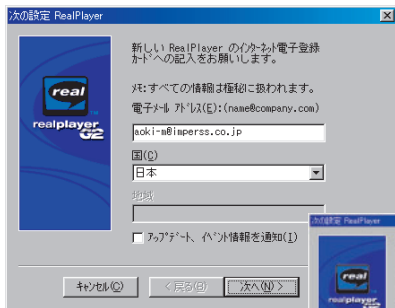 次の設定 RealPlayer
新しい RealPlayer のインターネット電子登録
カードへの記入をお願いします。
メモ:すべての情報は極秘に扱われます。
電子メール アドレス(E):(name@company.com)
aoki-m@imperss.co.jp
国(C)
日本
地域
アップデート、イベント情報を通知(I)
キャンセル(C)
< 戻る(B)
次へ(N) >
real
realplayer
G2
次の設定 RealPlayer
real
realplayer